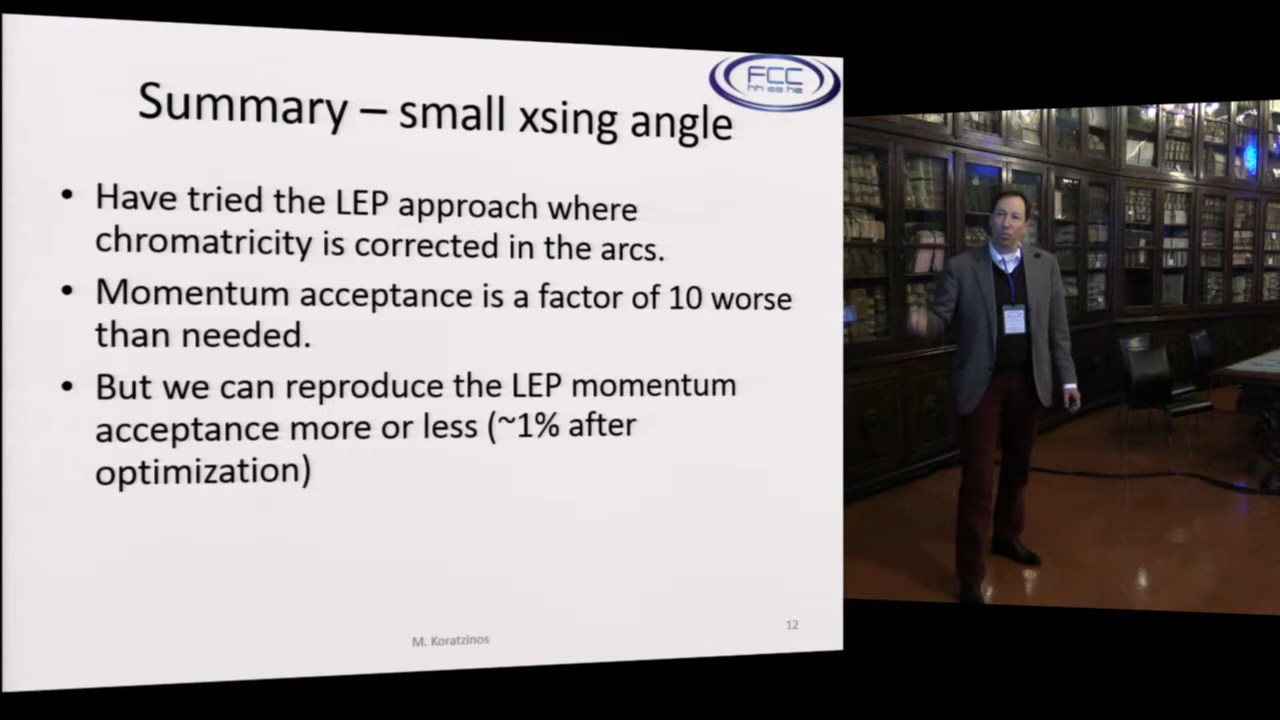 FCC
hh ee he
Summary – small xsing angle
• Have tried the LEP approach where
chromatricity is corrected in the arcs.
• Momentum acceptance is a factor of 10 worse
than needed.
• But we can reproduce the LEP momentum
acceptance more or less (~1% after
optimization)
M. Koratzinos
12